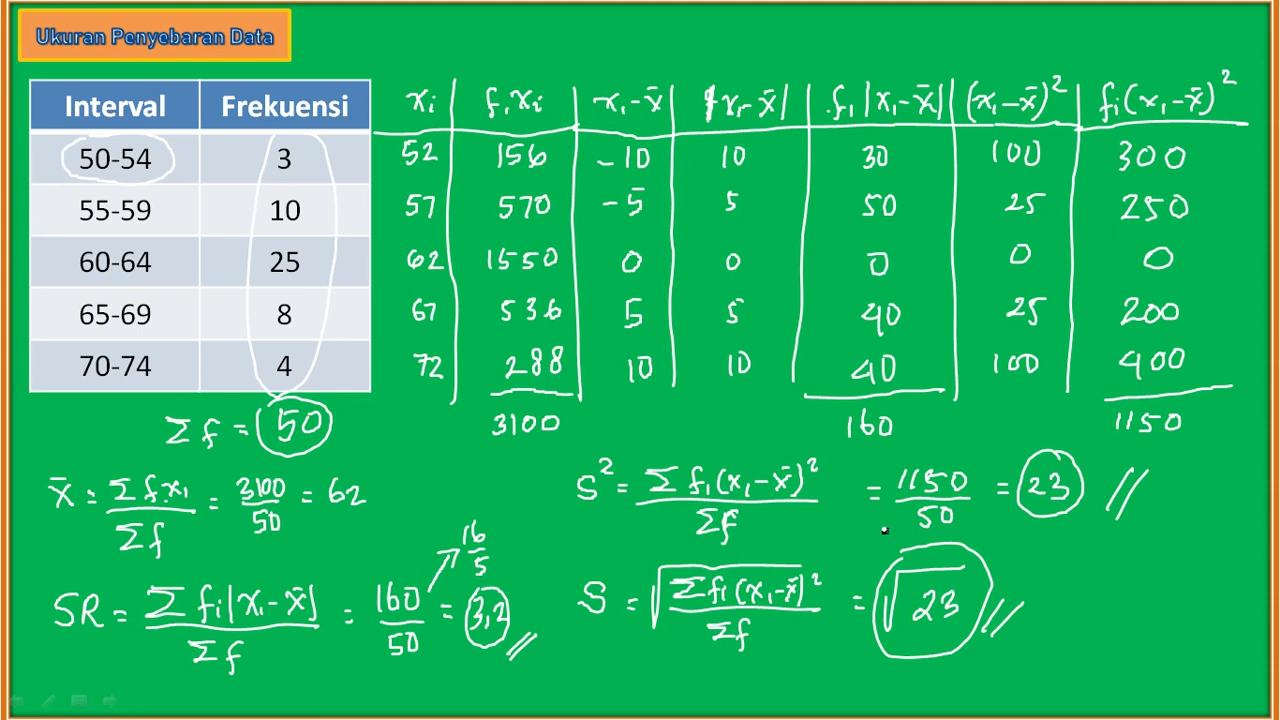 Ukuran Penyebaran Data
Interval Frekuensi xi fixi xi-x̄ |xi-x̄| fi|xi-x̄| (xi-x̄)² fi(xi-x̄)²
50-54 3 52 156 -10 10 30 100 300
55-59 10 57 570 -5 5 50 25 250
60-64 25 62 1550 0 0 0 0 0
65-69 8 67 536 5 5 40 25 200
70-74 4 72 288 10 10 40 100 400
Σf = 50 3100 160 1150
x̄ = Σfixi/Σf = 3100/50 = 62
S² = Σfi(xi-x̄)²/Σf = 1150/50 = 23 //
16/5
SR = Σfi|xi-x̄|/Σf = 160/50 = 3,2 //
S = √(Σfi(xi-x̄)²/Σf) = √23 //